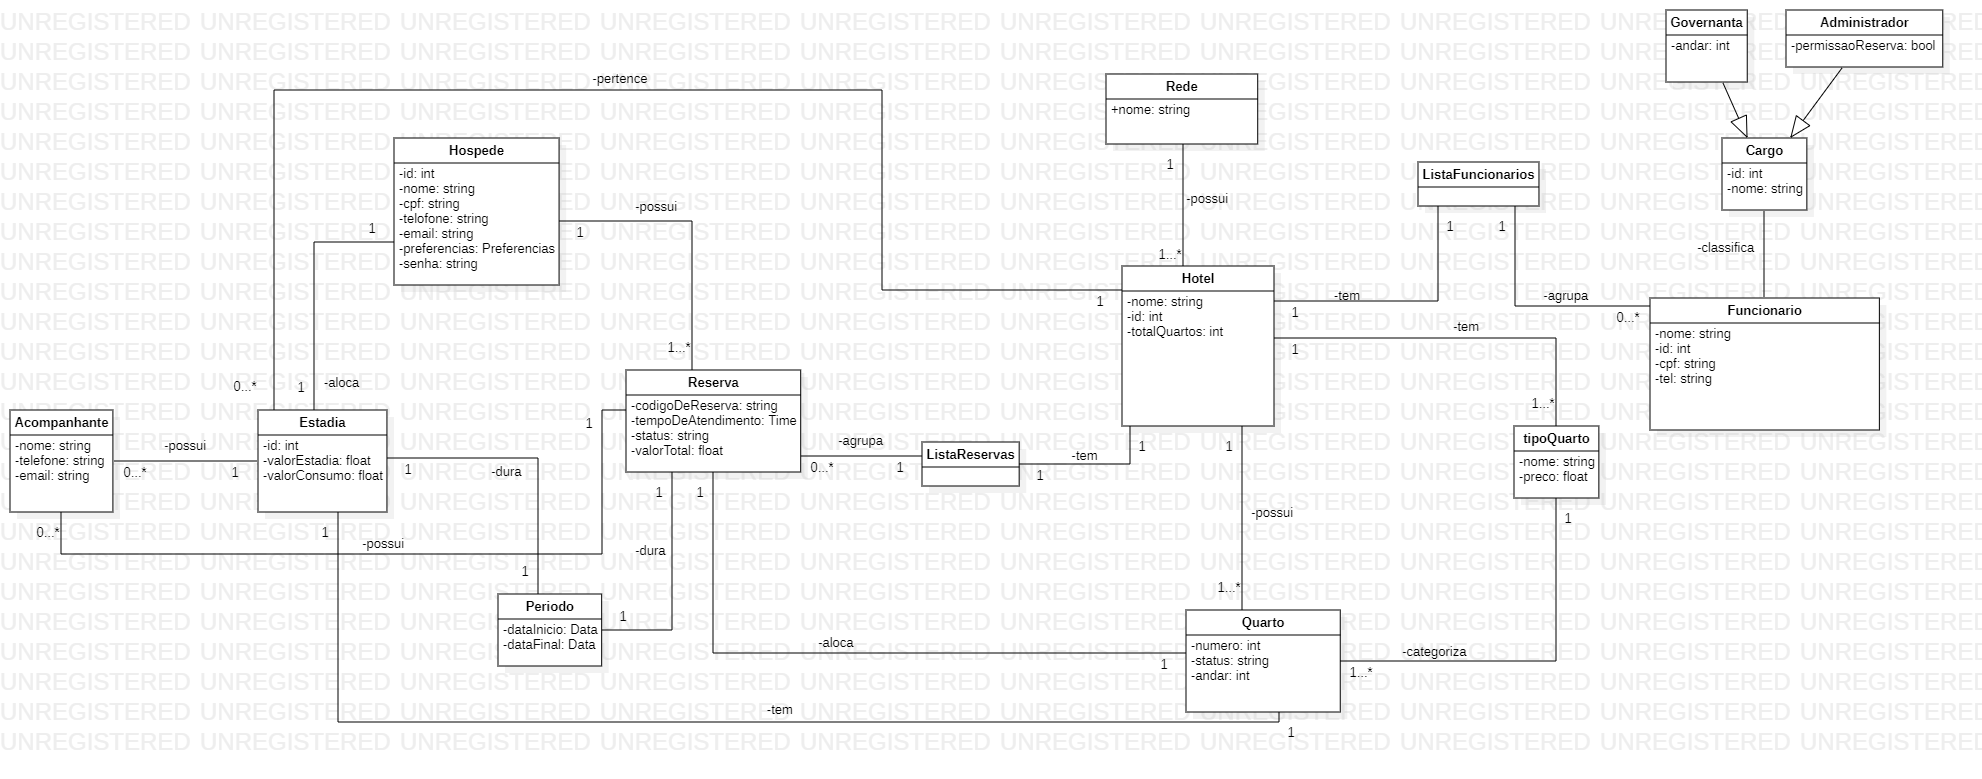 UNREGISTERED
Governanta
-andar: int
Administrador
-permissaoReserva: bool
-pertence
Rede
+nome: string
1
-possui
1...*
Hospede
-id: int
-nome: string
-cpf: string
-telofone: string
-email: string
-preferencias: Preferencias
-senha: string
1
1
-possui
1...*
ListaFuncionarios
1
1
Cargo
-id: int
-nome: string
-classifica
Hotel
-nome: string
-id: int
-totalQuartos: int
1
-tem
1
-agrupa
0...*
-tem
1
Funcionario
-nome: string
-id: int
-cpf: string
-tel: string
0...*
1
-aloca
Reserva
-codigoDeReserva: string
-tempoDeAtendimento: Time
-status: string
-valorTotal: float
1
1...*
tipoQuarto
-nome: string
-preco: float
1
Acompanhante
-nome: string
-telefone: string
-email: string
-possui
0...*
1
Estadia
-id: int
-valorEstadia: float
-valorConsumo: float
1
-dura
-agrupa
0...*
1
ListaReservas
-tem
1
1
1
0...*
-possui
1
1
1
-dura
1
-possui
1...*
Periodo
-dataInicio: Data
-dataFinal: Data
1
-aloca
1
Quarto
-numero: int
-status: string
-andar: int
-categoriza
1...*
-tem
1